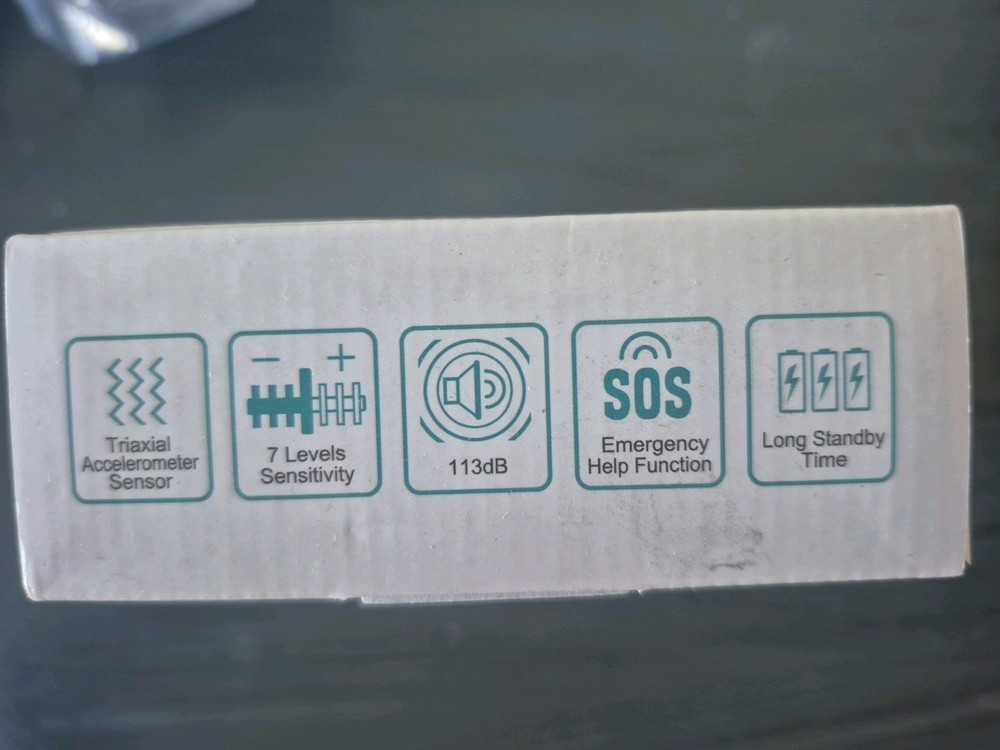 Triaxial
Accelerometer
Sensor
- +
7 Levels
Sensitivity
113dB
SOS
Emergency
Help Function
Long Standby
Time